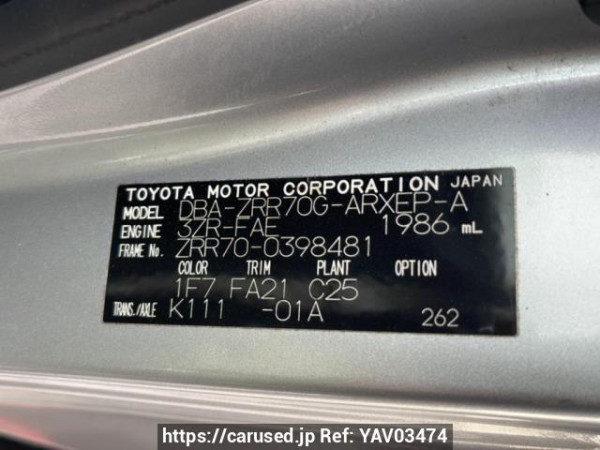 TOYOTA MOTOR CORPORATION JAPAN
MODEL DBA-ZRR70G-ARXEP-A
ENGINE 3ZR-FAE 1986 mL
FRAME No. ZRR70-0398481
COLOR TRIM PLANT OPTION
1F7 FA21 C25
TRANS./AXLE K111 -01A 262
https://carused.jp Ref: YAV03474